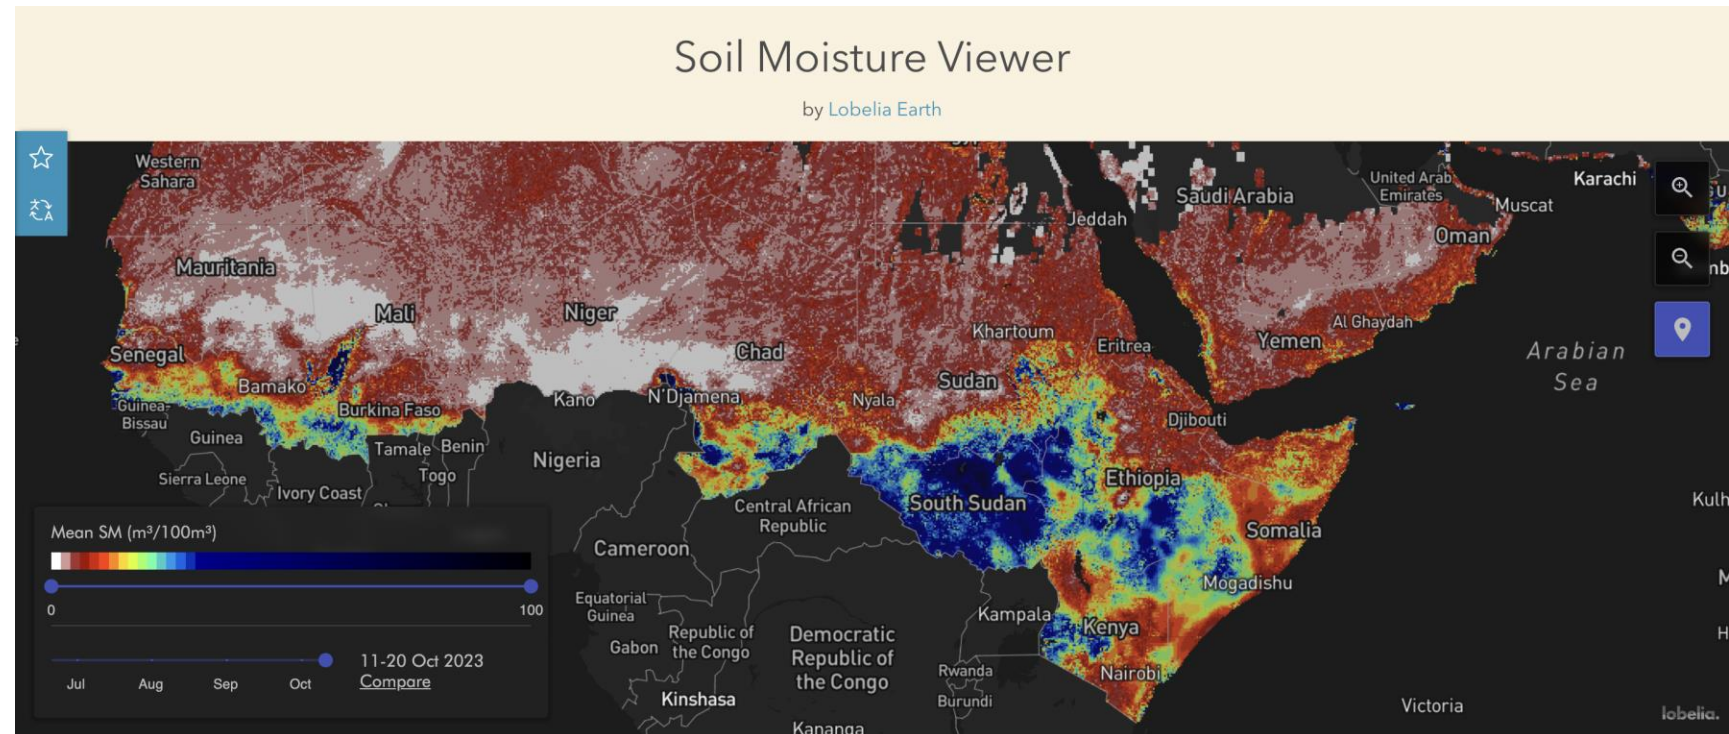 Soil Moisture Viewer
by Lobelia Earth
Western
Sahara
Saudi Arabia
United Arab
Emirates
Karachi
Muscat
Jeddah
Oman
Mauritania
Mali
Niger
Khartoum
Al Ghaydah
Senegal
Chad
Eritrea
Yemen
Arabian
Sea
Bamako
Sudan
Kano
N'Djamena
Nyala
Guinea-
Bissau
Burkina Faso
Djibouti
Guinea
Tamale
Benin
Nigeria
Sierra Leone
Togo
Ethiopia
Ivory Coast
Central African
Republic
South Sudan
Kulh
Somalia
Mean SM (m³/100m³)
Cameroon
0
100
Mogadishu
Equatorial
Guinea
Kampala
Kenya
Gabon
Republic of
the Congo
Democratic
Republic of
the Congo
11-20 Oct 2023
Compare
Jul
Aug
Sep
Oct
Rwanda
Nairobi
Kinshasa
Burundi
Victoria
Kananga
lobelia.